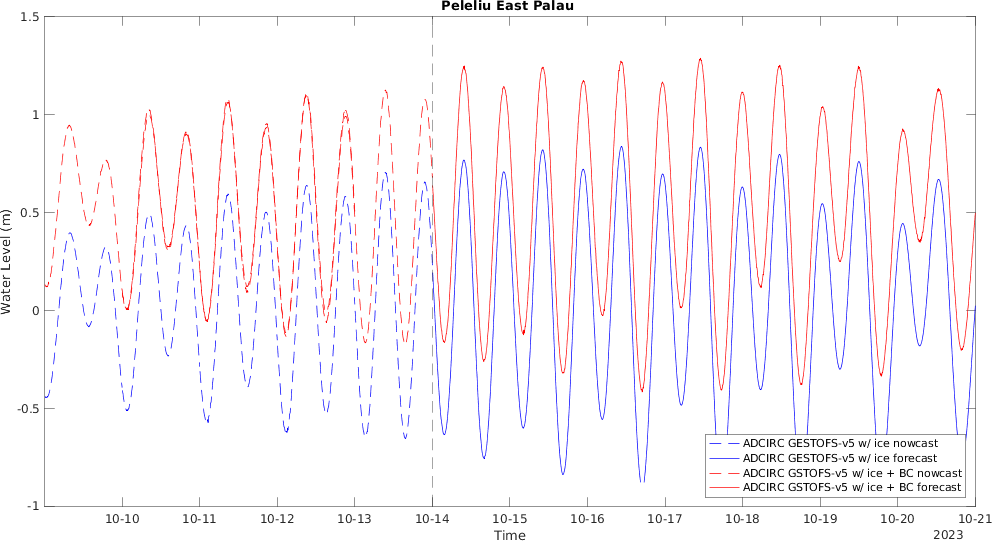 Peleliu East Palau
1.5
1
0.5
0
-0.5
-1
Water Level (m)
ADCIRC GESTOFS-v5 w/ ice nowcast
ADCIRC GESTOFS-v5 w/ ice forecast
ADCIRC GSTOFS-v5 w/ ice + BC nowcast
ADCIRC GSTOFS-v5 w/ ice + BC forecast
10-10 10-11 10-12 10-13 10-14 10-15 10-16 10-17 10-18 10-19 10-20 10-21
Time
2023